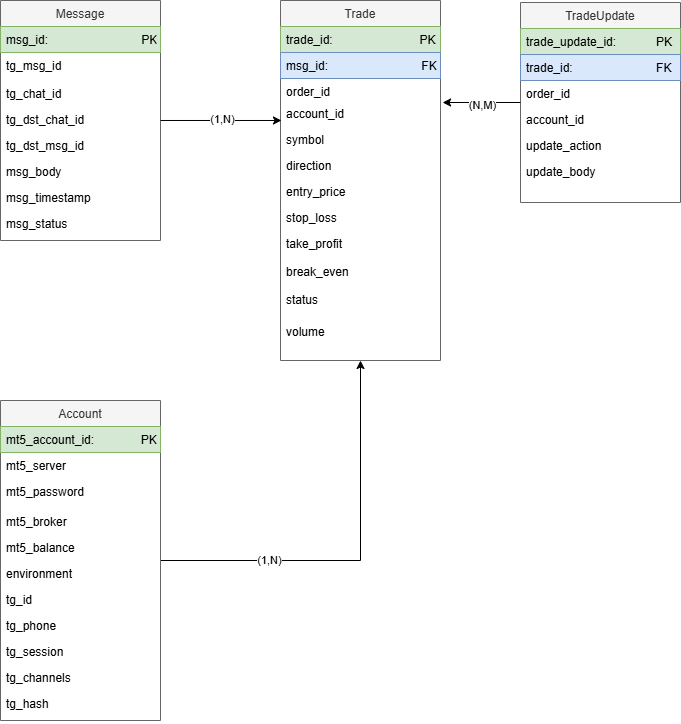 Message
msg_id: PK
tg_msg_id
tg_chat_id
tg_dst_chat_id
tg_dst_msg_id
msg_body
msg_timestamp
msg_status
(1,N)
Trade
trade_id: PK
msg_id: FK
order_id
account_id
symbol
direction
entry_price
stop_loss
take_profit
break_even
status
volume
(N,M)
TradeUpdate
trade_update_id: PK
trade_id: FK
order_id
account_id
update_action
update_body
Account
mt5_account_id: PK
mt5_server
mt5_password
mt5_broker
mt5_balance
environment
tg_id
tg_phone
tg_session
tg_channels
tg_hash
(1,N)